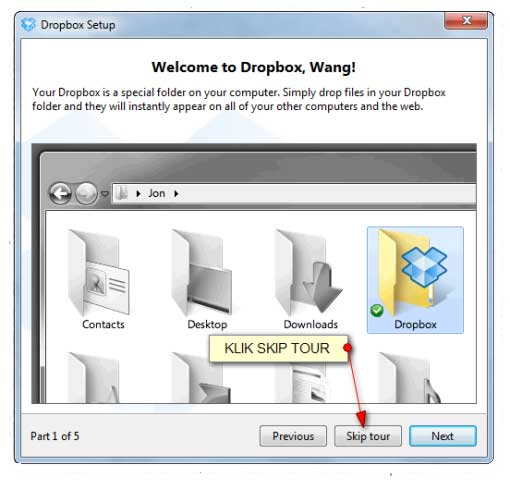 Dropbox Setup
Welcome to Dropbox, Wang!
Your Dropbox is a special folder on your computer. Simply drop files in your Dropbox
folder and they will instantly appear on all of your other computers and the web.
Jon
Contacts
Desktop
Downloads
Dropbox
KLIK SKIP TOUR
Part 1 of 5
Previous
Skip tour
Next